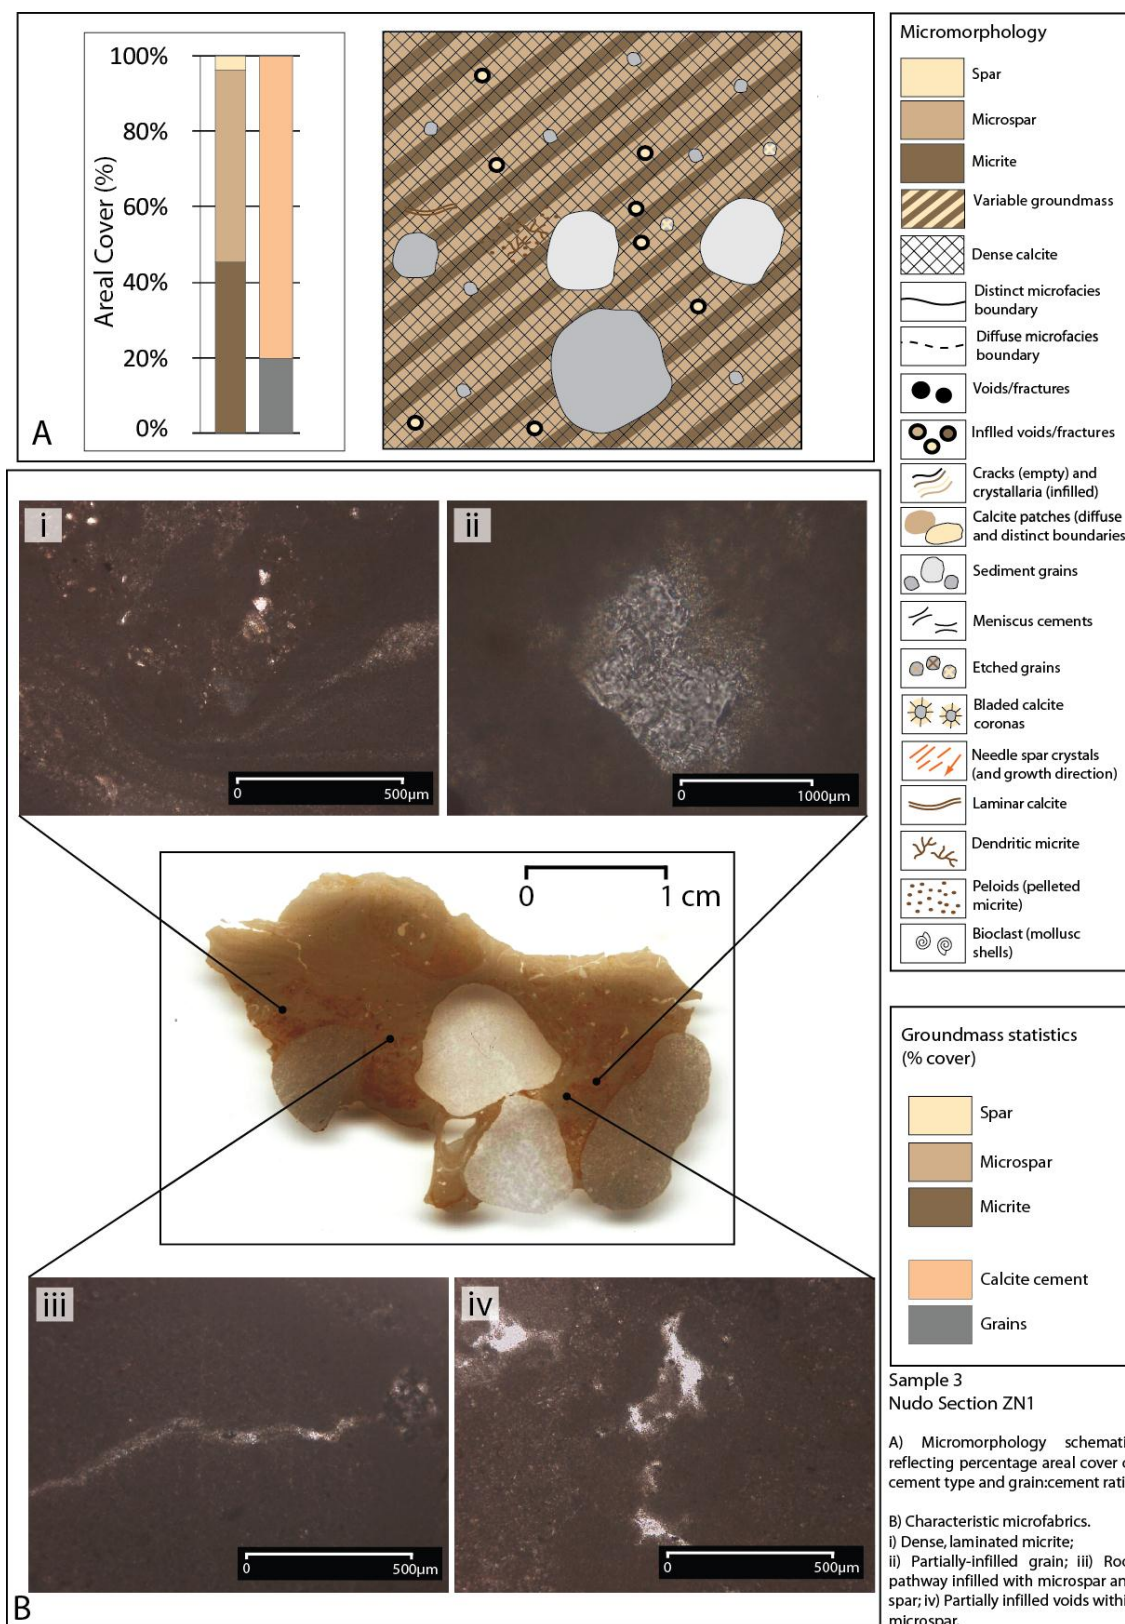 100%
80%
60%
40%
20%
0%
Areal Cover (%)
A
Micromorphology
Spar
Microspar
Micrite
Variable groundmass
Dense calcite
Distinct microfacies
boundary
Diffuse microfacies
boundary
Voids/fractures
Inflled voids/fractures
Cracks (empty) and
crystallaria (infilled)
Calcite patches (diffuse
and distinct boundaries
Sediment grains
Meniscus cements
Etched grains
Bladed calcite
coronas
Needle spar crystals
(and growth direction)
Laminar calcite
Dendritic micrite
Peloids (pelleted
micrite)
Bioclast (mollusc
shells)
i
0 500µm
ii
0 1000µm
0 1 cm
iii
0 500µm
iv
0 500µm
B
Groundmass statistics
(% cover)
Spar
Microspar
Micrite
Calcite cement
Grains
Sample 3
Nudo Section ZN1
A) Micromorphology schemati
reflecting percentage areal cover
cement type and grain:cement rati
B) Characteristic microfabrics.
i) Dense, laminated micrite;
ii) Partially-infilled grain; iii) Roo
pathway infilled with microspar an
spar; iv) Partially infilled voids withi
microspar.